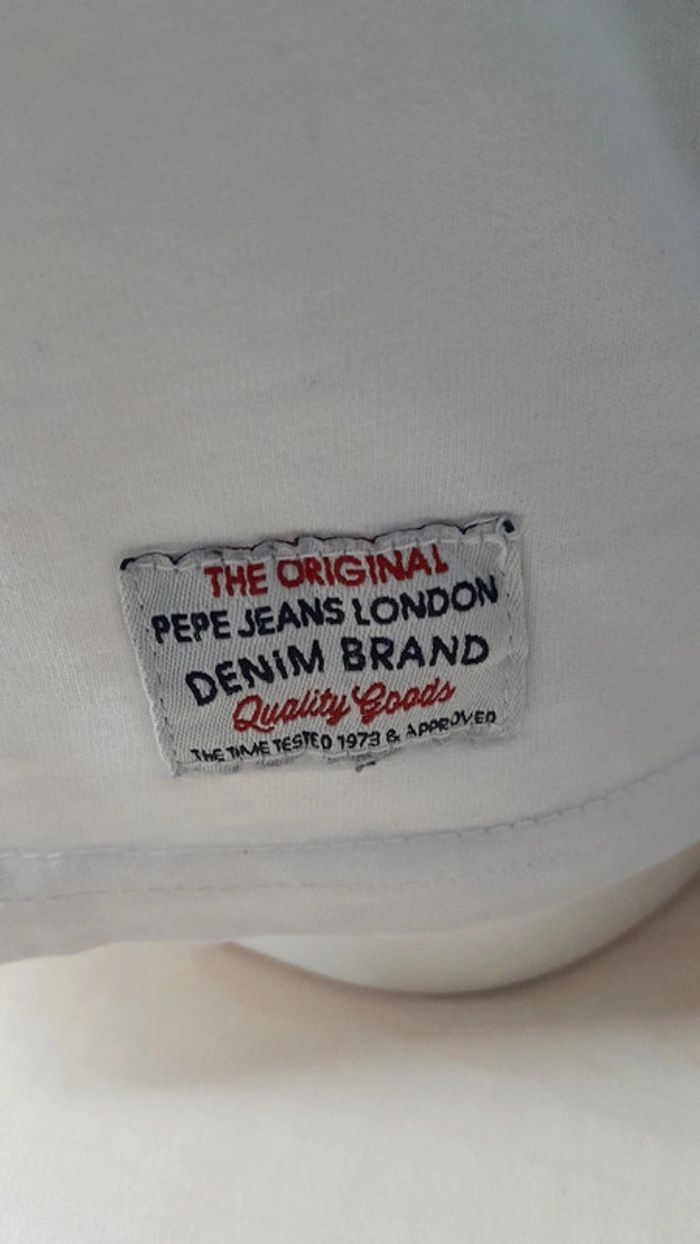 THE ORIGINAL
PEPE JEANS LONDON
DENIM BRAND
Quality Goods
THE TIME TESTED 1973 & APPROVED